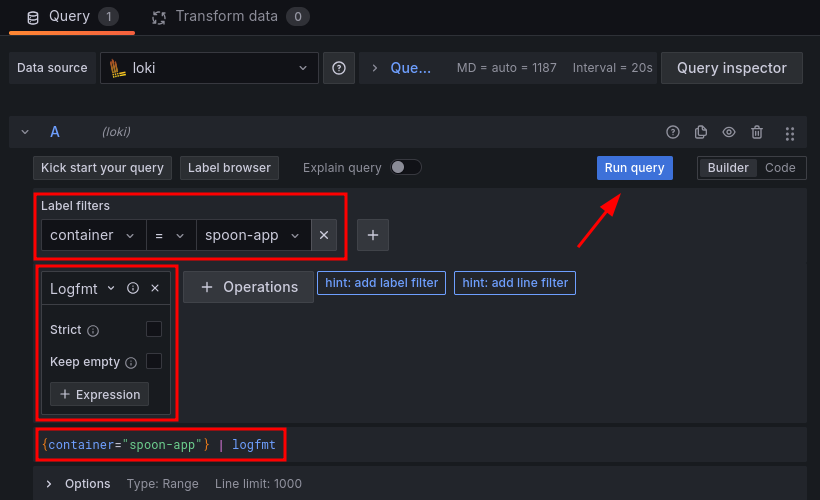 Query 1 Transform data 0
Data source loki Que... MD = auto = 1187 Interval = 20s Query inspector
A (loki)
Kick start your query Label browser Explain query Run query Builder Code
Label filters
container = spoon-app
Logfmt Operations hint: add label filter hint: add line filter
Strict
Keep empty
+ Expression
{container="spoon-app"} | logfmt
Options Type: Range Line limit: 1000